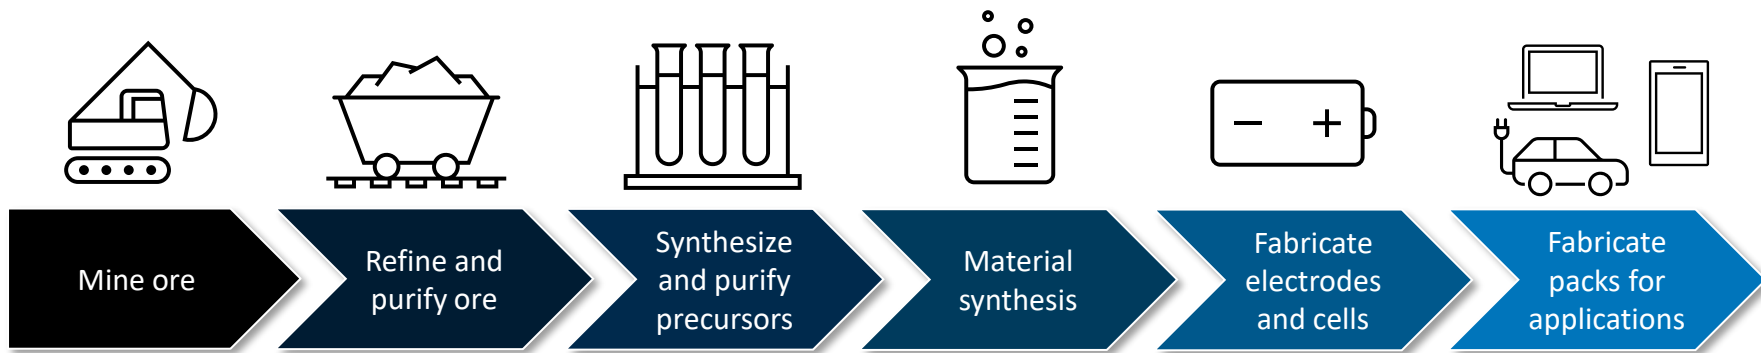 Mine ore
Refine and
purify ore
Synthesize
and purify
precursors
Material
synthesis
Fabricate
electrodes
and cells
Fabricate
packs for
applications